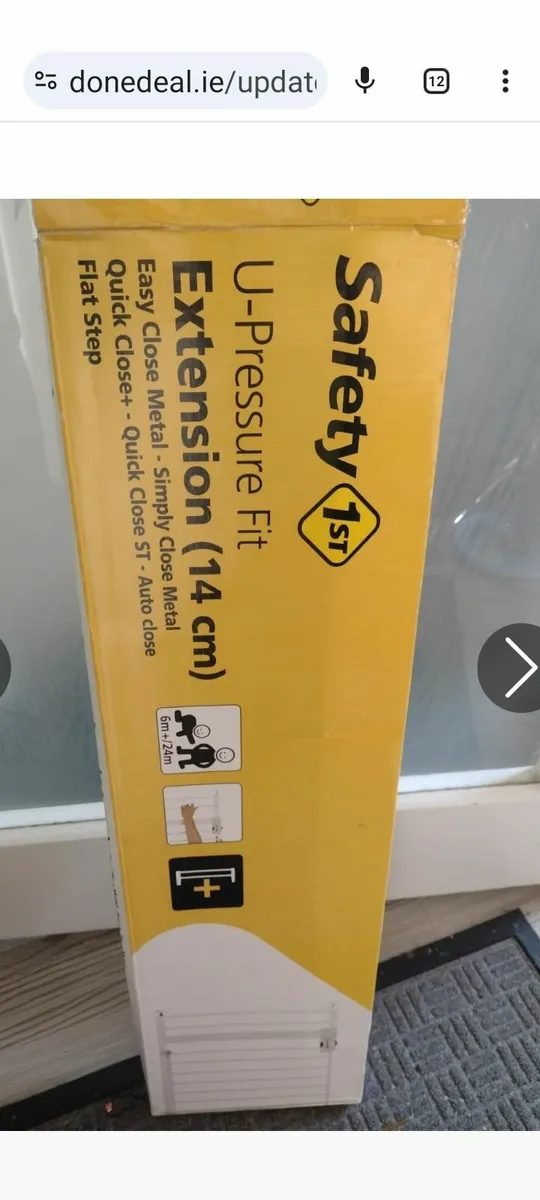 donedeal.ie/updat
12
Safety 1ST
U-Pressure Fit
Extension (14 cm)
Easy Close Metal - Simply Close Metal
Quick Close+ - Quick Close ST - Auto close
Flat Step
6m+/24m